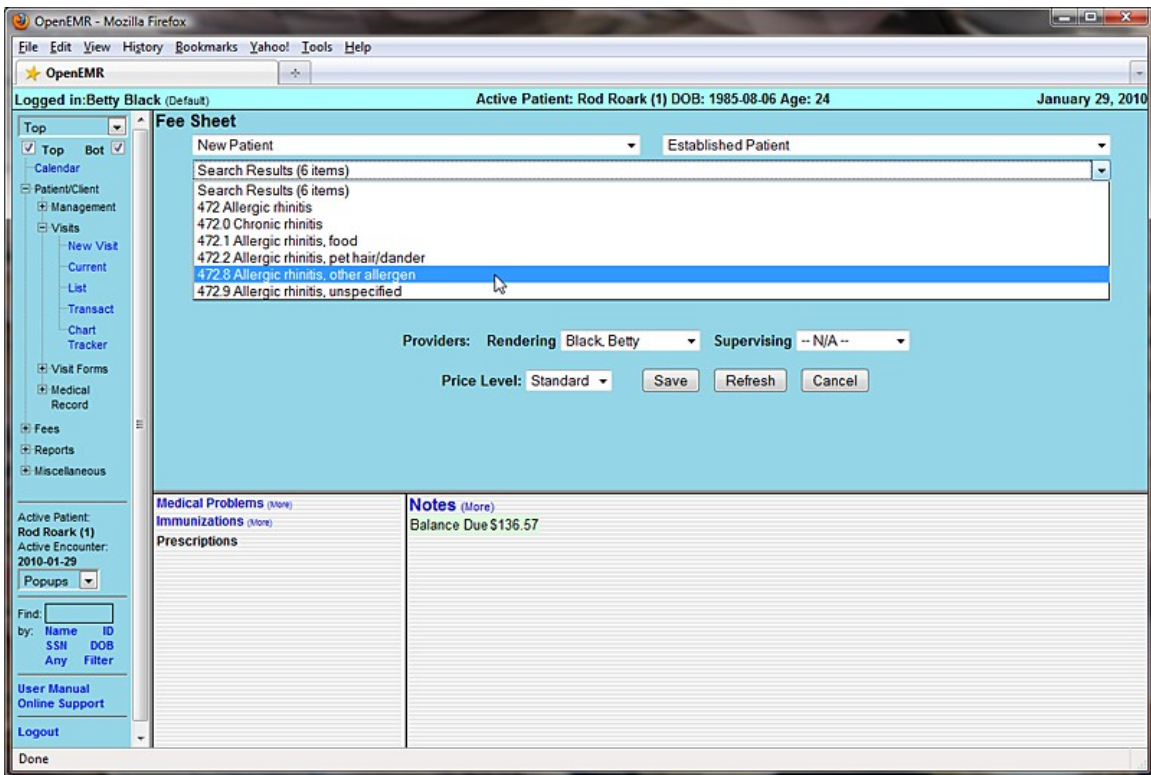 OpenEMR - Mozilla Firefox
File Edit View History Bookmarks Yahoo! Tools Help
OpenEMR
Logged in:Betty Black (Default) Active Patient: Rod Roark (1) DOB: 1985-08-06 Age: 24 January 29, 2010
Top
Top Bot
Calendar
Patient/Client
Management
Visits
New Visit
Current
List
Transact
Chart
Tracker
Visit Forms
Medical
Record
Fees
Reports
Miscellaneous
Active Patient:
Rod Roark (1)
Active Encounter:
2010-01-29
Popups
Find:
by: Name ID
SSN DOB
Any Filter
User Manual
Online Support
Logout
Fee Sheet
New Patient Established Patient
Search Results (6 items)
Search Results (6 items)
472 Allergic rhinitis
472.0 Chronic rhinitis
472.1 Allergic rhinitis, food
472.2 Allergic rhinitis, pet hair/dander
472.8 Allergic rhinitis, other allergen
472.9 Allergic rhinitis, unspecified
Providers: Rendering Black, Betty Supervising -- N/A --
Price Level: Standard Save Refresh Cancel
Medical Problems (More)
Immunizations (More)
Prescriptions
Notes (More)
Balance Due $136.57
Done